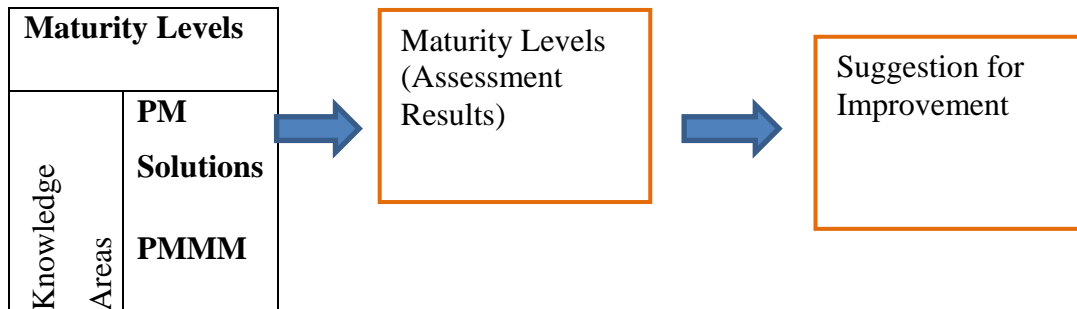 Maturity Levels
Knowledge
Areas
PM
Solutions
PMMM
Maturity Levels
(Assessment
Results)
Suggestion for
Improvement